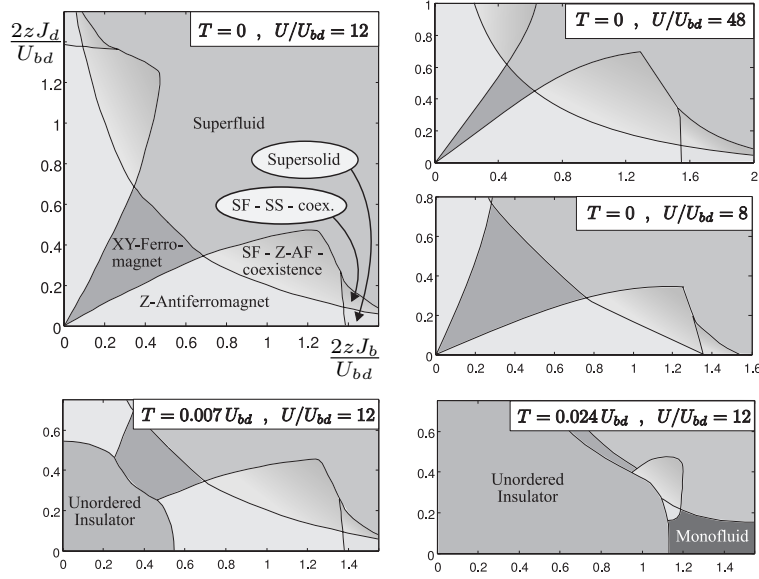 2zJ_d / U_bd
T = 0 , U/U_bd = 12
1.2
1
0.8
0.6
0.4
0.2
0
Superfluid
Supersolid
SF - SS - coex.
XY-Ferro-
magnet
SF - Z-AF -
coexistence
Z-Antiferromagnet
0 0.2 0.4 0.6 0.8 1 1.2
2zJ_b / U_bd
T = 0 , U/U_bd = 48
1
0.8
0.6
0.4
0.2
0
0 0.4 0.8 1.2 1.6 2
T = 0 , U/U_bd = 8
0.8
0.6
0.4
0.2
0
0 0.2 0.4 0.6 0.8 1 1.2 1.4 1.6
T = 0.007 U_bd , U/U_bd = 12
0.6
0.4
0.2
0
Unordered
Insulator
0 0.2 0.4 0.6 0.8 1 1.2 1.4
T = 0.024 U_bd , U/U_bd = 12
0.6
0.4
0.2
0
Unordered
Insulator
Monofluid
0 0.2 0.4 0.6 0.8 1 1.2 1.4